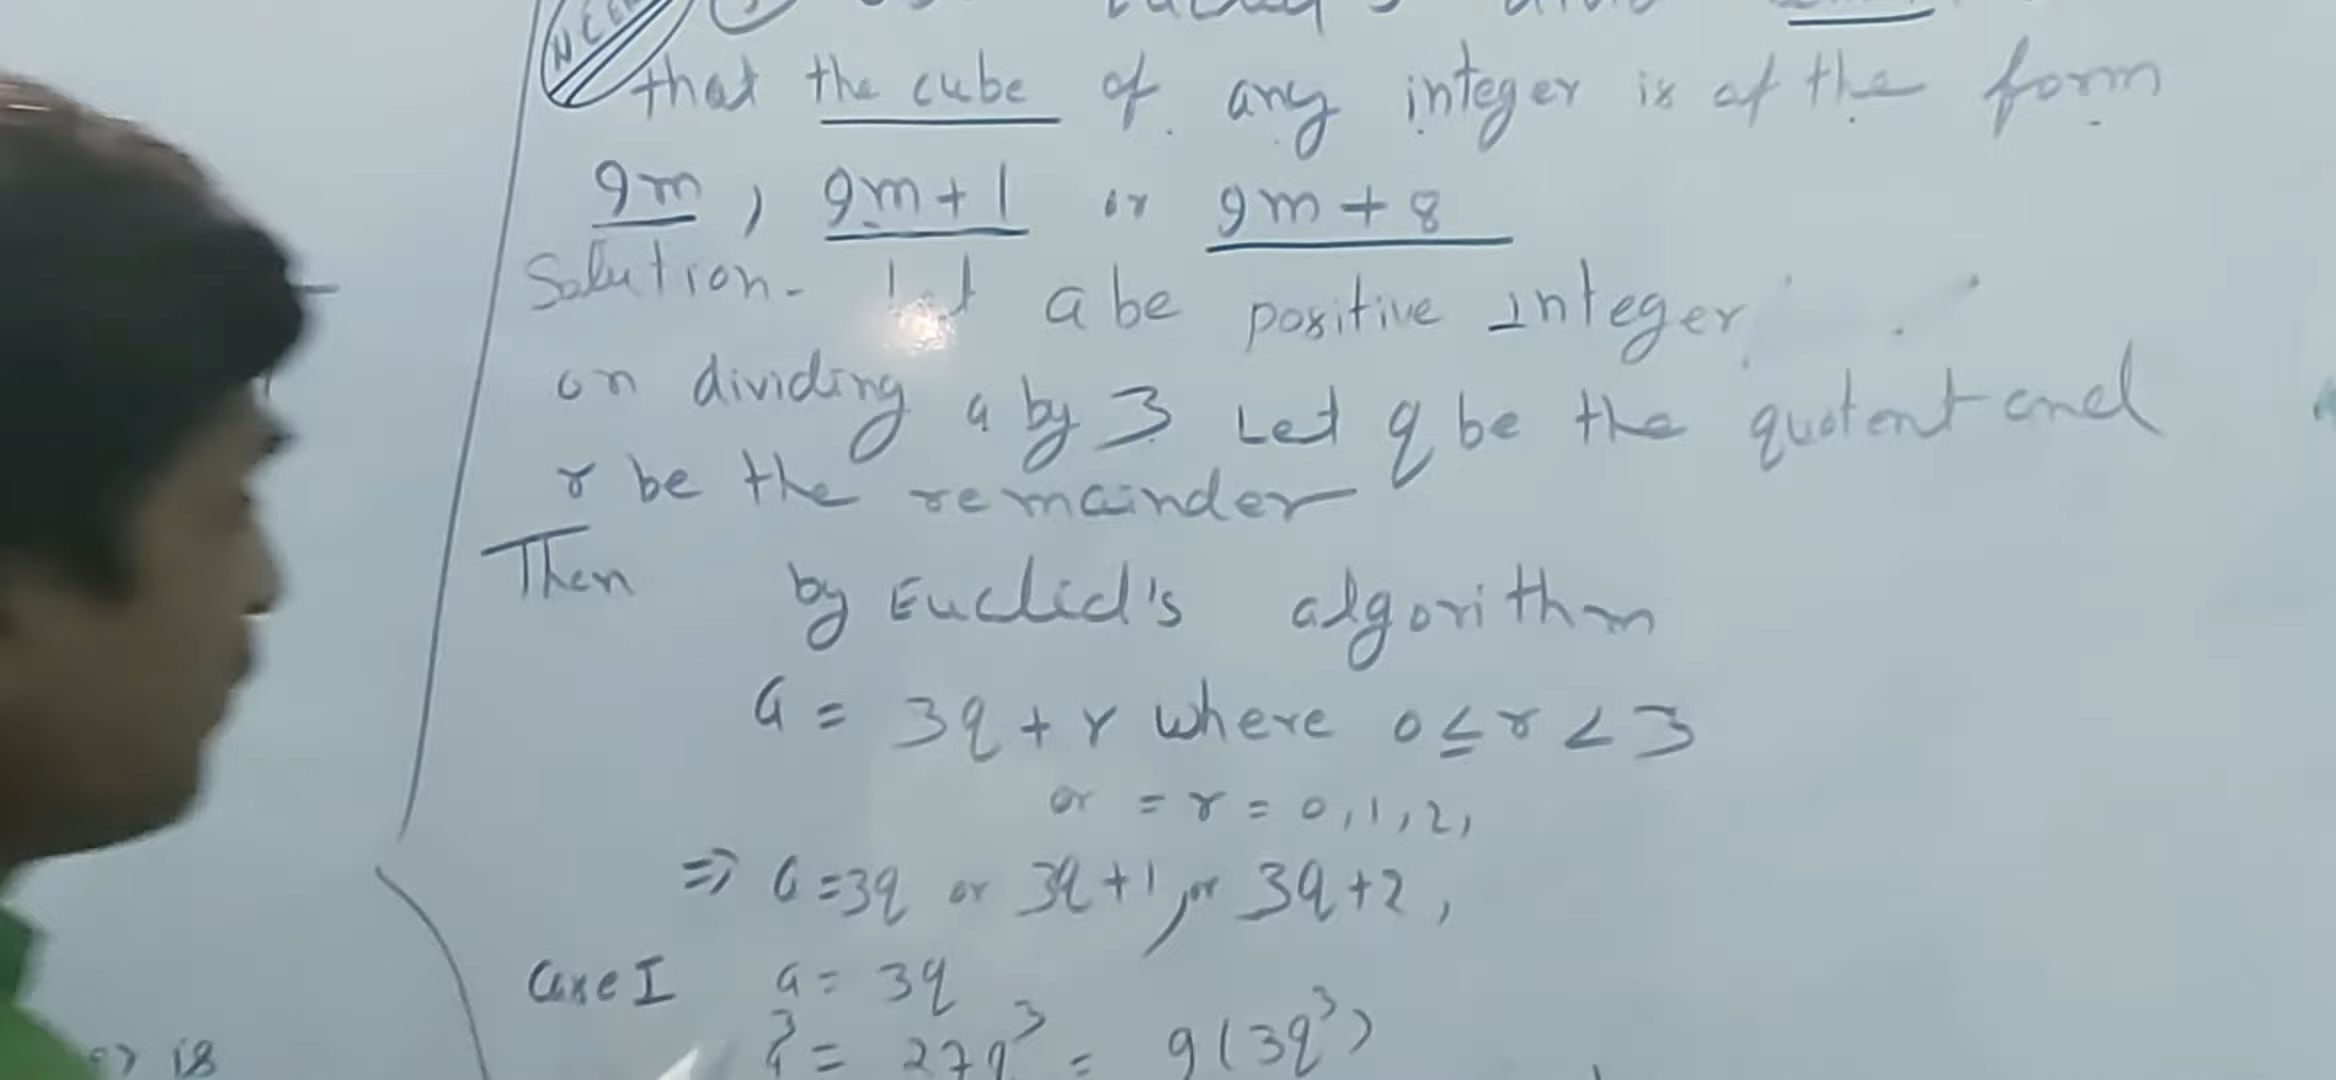 that the cube of any integer is of the form
9m, 9m+1 or 9m+8
Solution- Let a be positive Integer
on dividing a by 3 Let q be the quotent and
r be the remainder
Then by Euclid's algorithm
a = 3q + r where 0 ≤ r < 3
or = r = 0, 1, 2,
⇒ a = 3q or 3q+1, or 3q+2,
Case I a = 3q
a³ = 27q³ = 9(3q³)
is